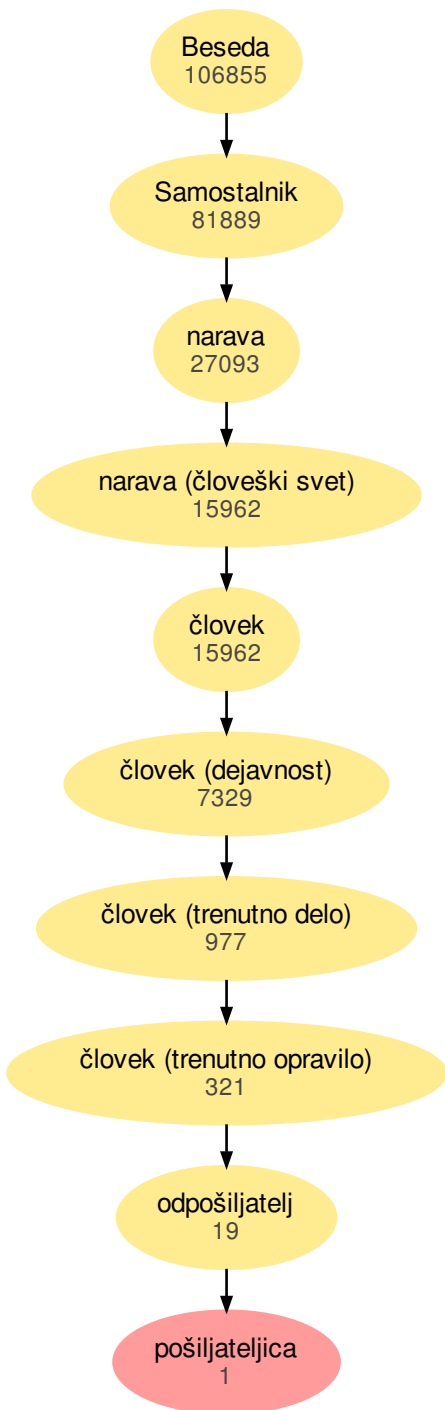 Beseda
106855
Samostalnik
81889
narava
27093
narava (človeški svet)
15962
človek
15962
človek (dejavnost)
7329
človek (trenutno delo)
977
človek (trenutno opravilo)
321
odpošiljatelj
19
pošiljateljica
1